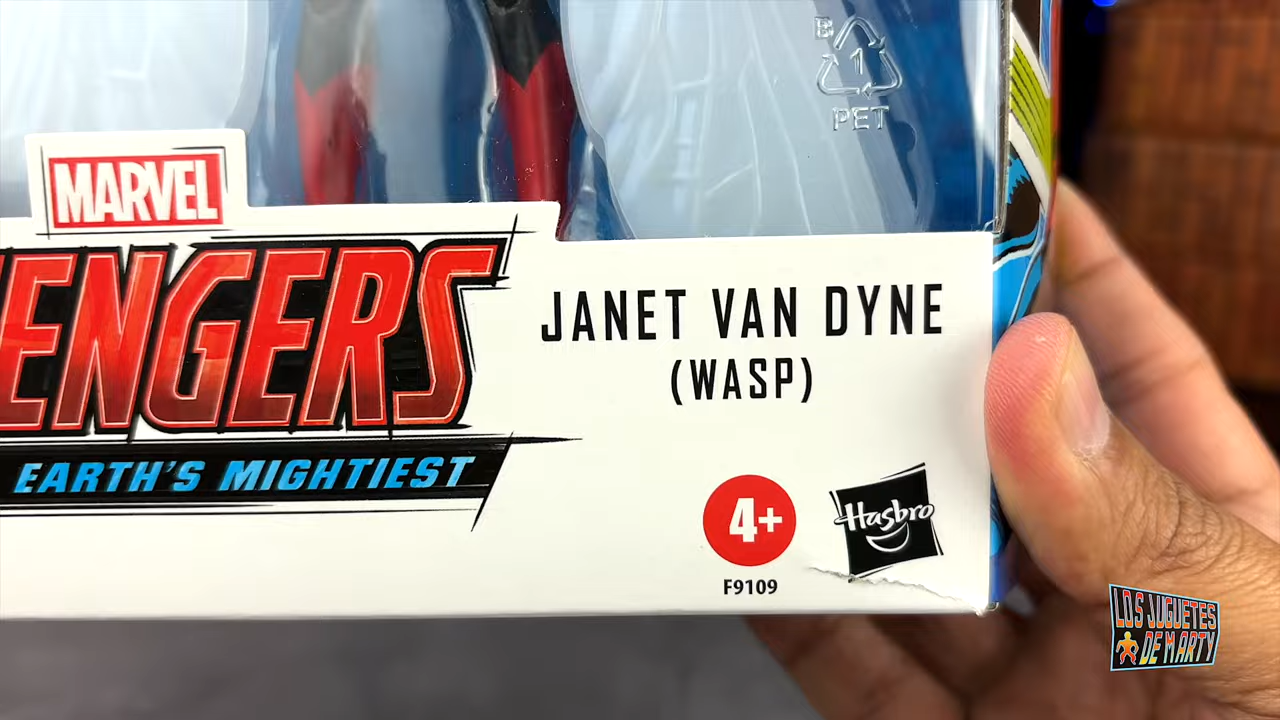 B
1
PET
MARVEL
ENGERS
EARTH'S MIGHTIEST
JANET VAN DYNE
(WASP)
4+
F9109
Hasbro
LOS JUGUETES
DE MARTY